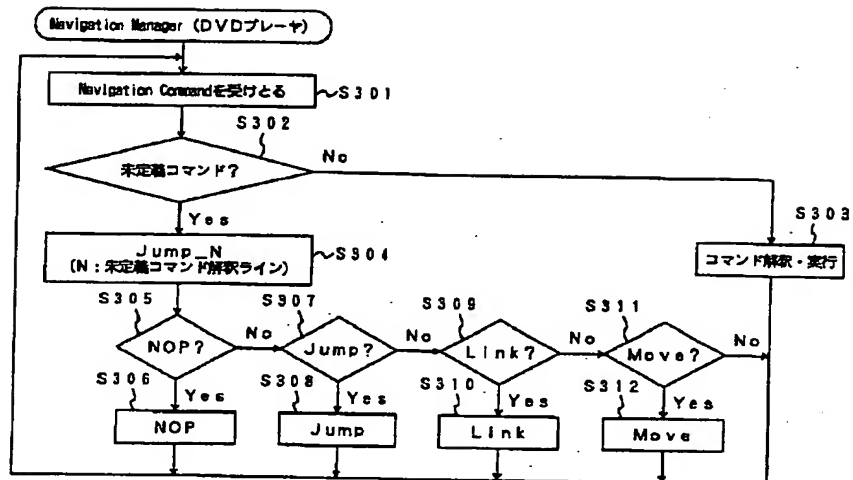 Navigation Manager (DVDプレーヤ)
Navigation Commandを受けとる
S301
S302
未定義コマンド?
No
Yes
S303
Jump_N
(N:未定義コマンド解釈ライン)
S304
コマンド解釈・実行
S305
S307
S309
S311
NOP?
No
Jump?
No
Link?
No
Move?
No
S306
Yes
S308
Yes
S310
Yes
S312
Yes
NOP
Jump
Link
Move